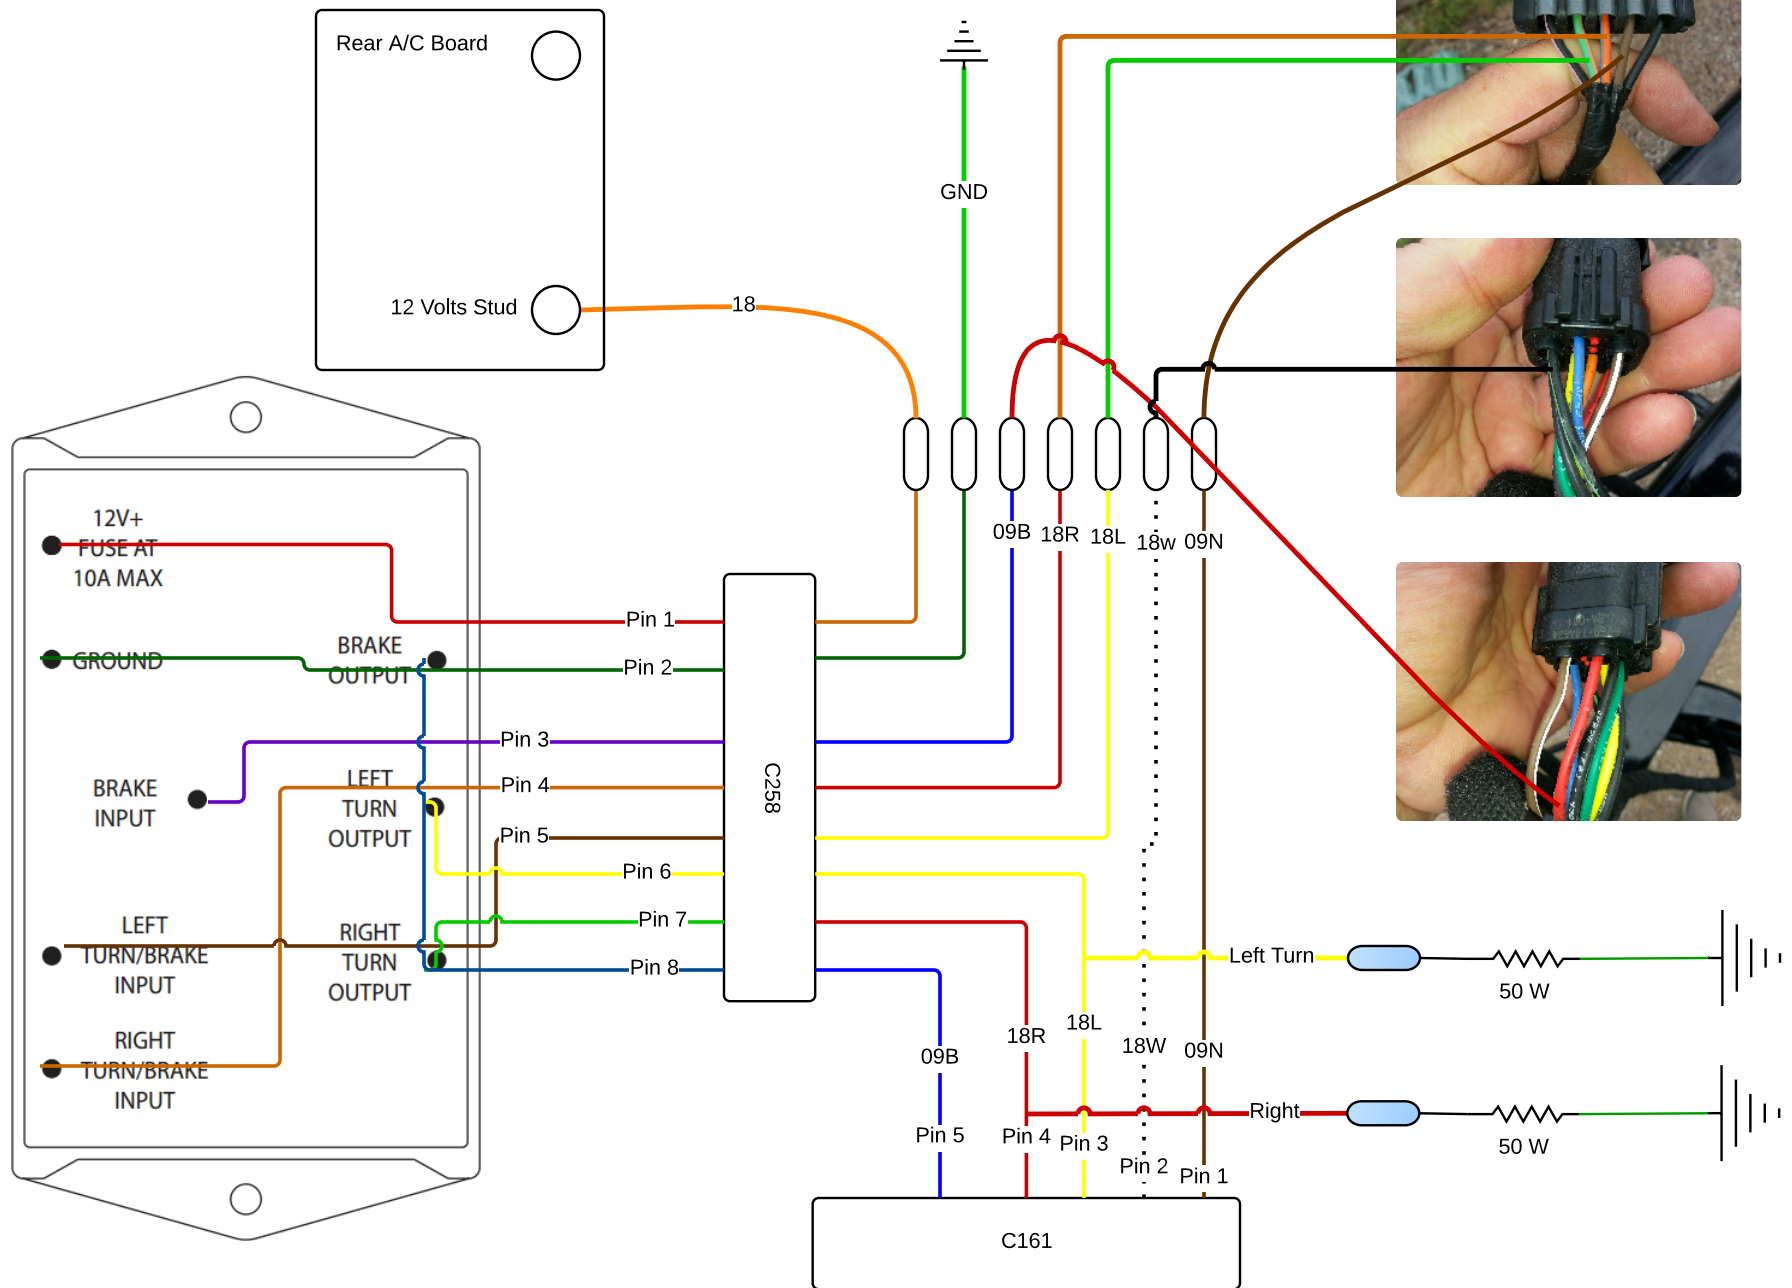 Rear A/C Board
12 Volts Stud
18
GND
12V+
FUSE AT
10A MAX
GROUND
BRAKE
OUTPUT
BRAKE
INPUT
LEFT
TURN
OUTPUT
LEFT
TURN/BRAKE
INPUT
RIGHT
TURN
OUTPUT
RIGHT
TURN/BRAKE
INPUT
Pin 1
Pin 2
Pin 3
Pin 4
Pin 5
Pin 6
Pin 7
Pin 8
C258
09B
18R
18L
18w
09N
Left Turn
50 W
Right
50 W
09B
18R
18L
18W
09N
Pin 5
Pin 4
Pin 3
Pin 2
Pin 1
C161